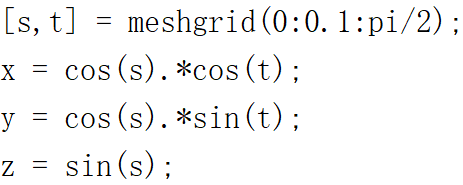 [s,t] = meshgrid(0:0.1:pi/2);
x = cos(s).*cos(t);
y = cos(s).*sin(t);
z = sin(s);